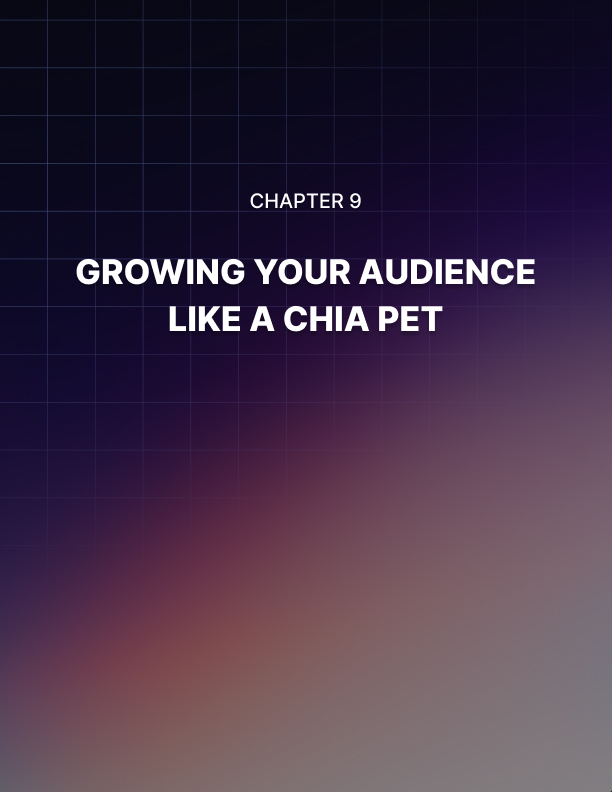 CHAPTER 9
GROWING YOUR AUDIENCE
LIKE A CHIA PET